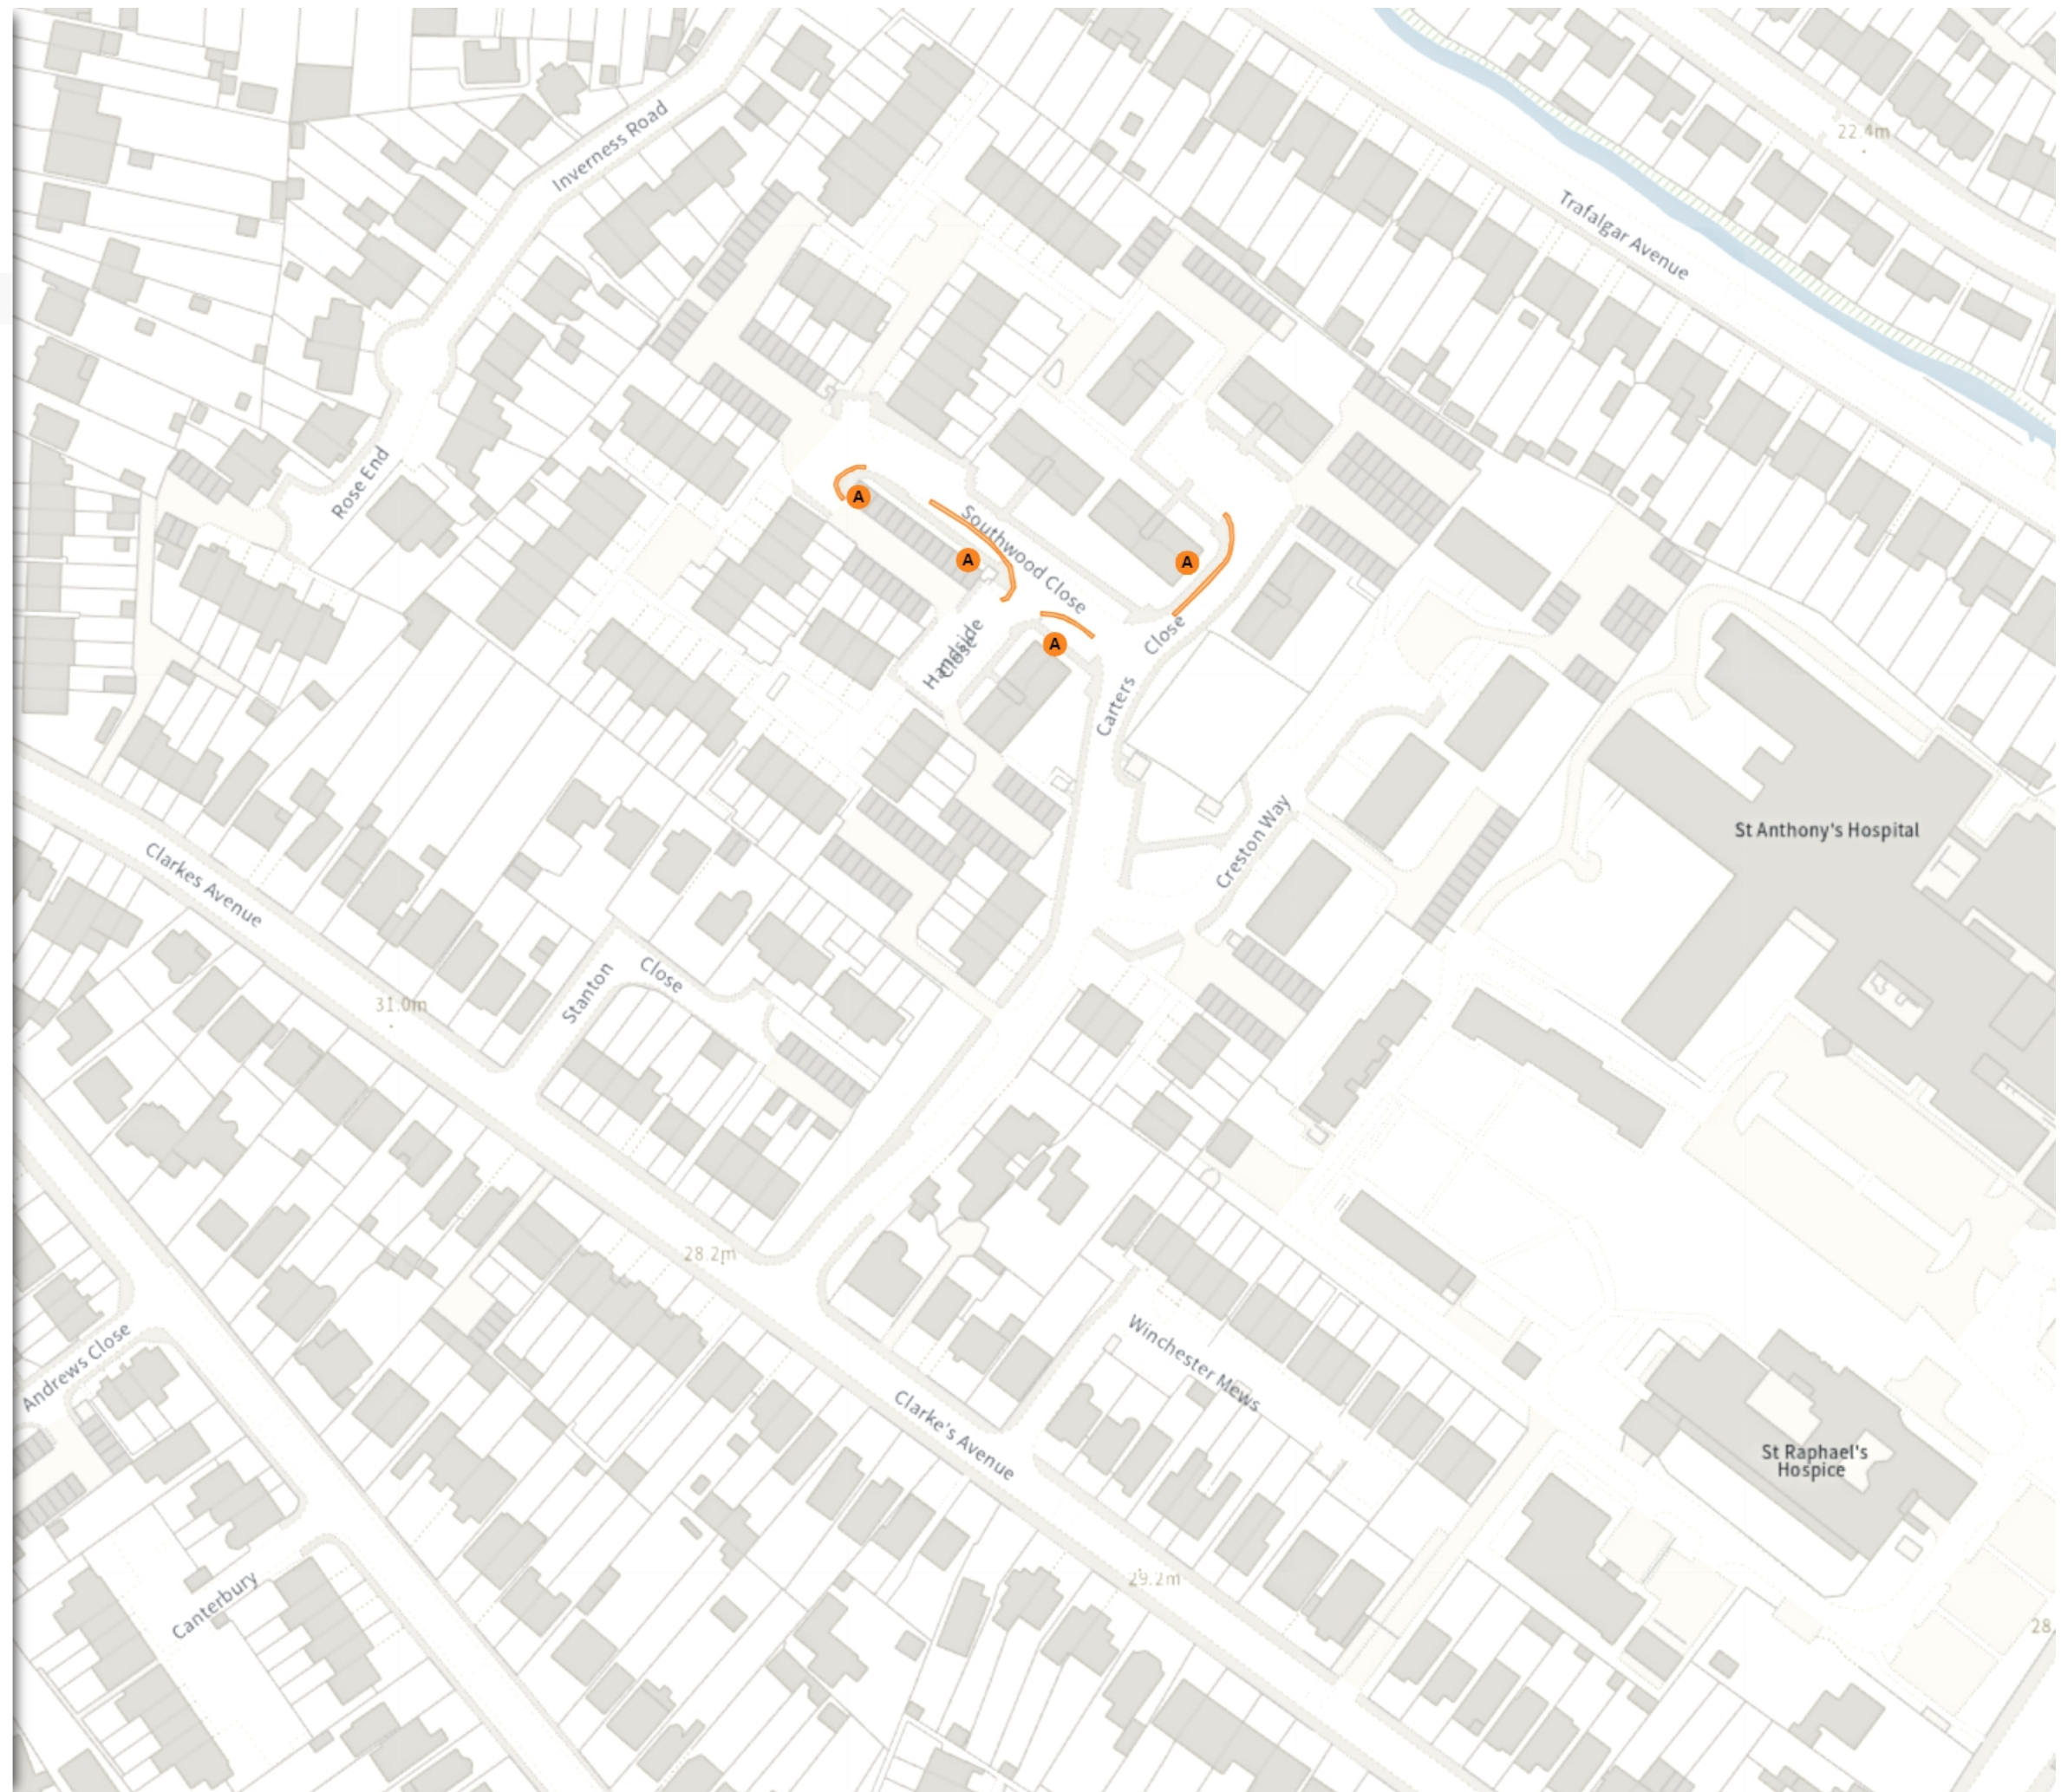 22.4m
Inverness Road
Trafalgar Avenue
Rose End
A
Southwood Close
A
A
Handside
Close
A
Close
Carters
St Anthony's Hospital
Creston Way
Clarkes Avenue
Stanton
Close
31.0m
28.2m
Andrews Close
Winchester Mews
Clarke's Avenue
St Raphael's
Hospice
29.2m
Canterbury
28.